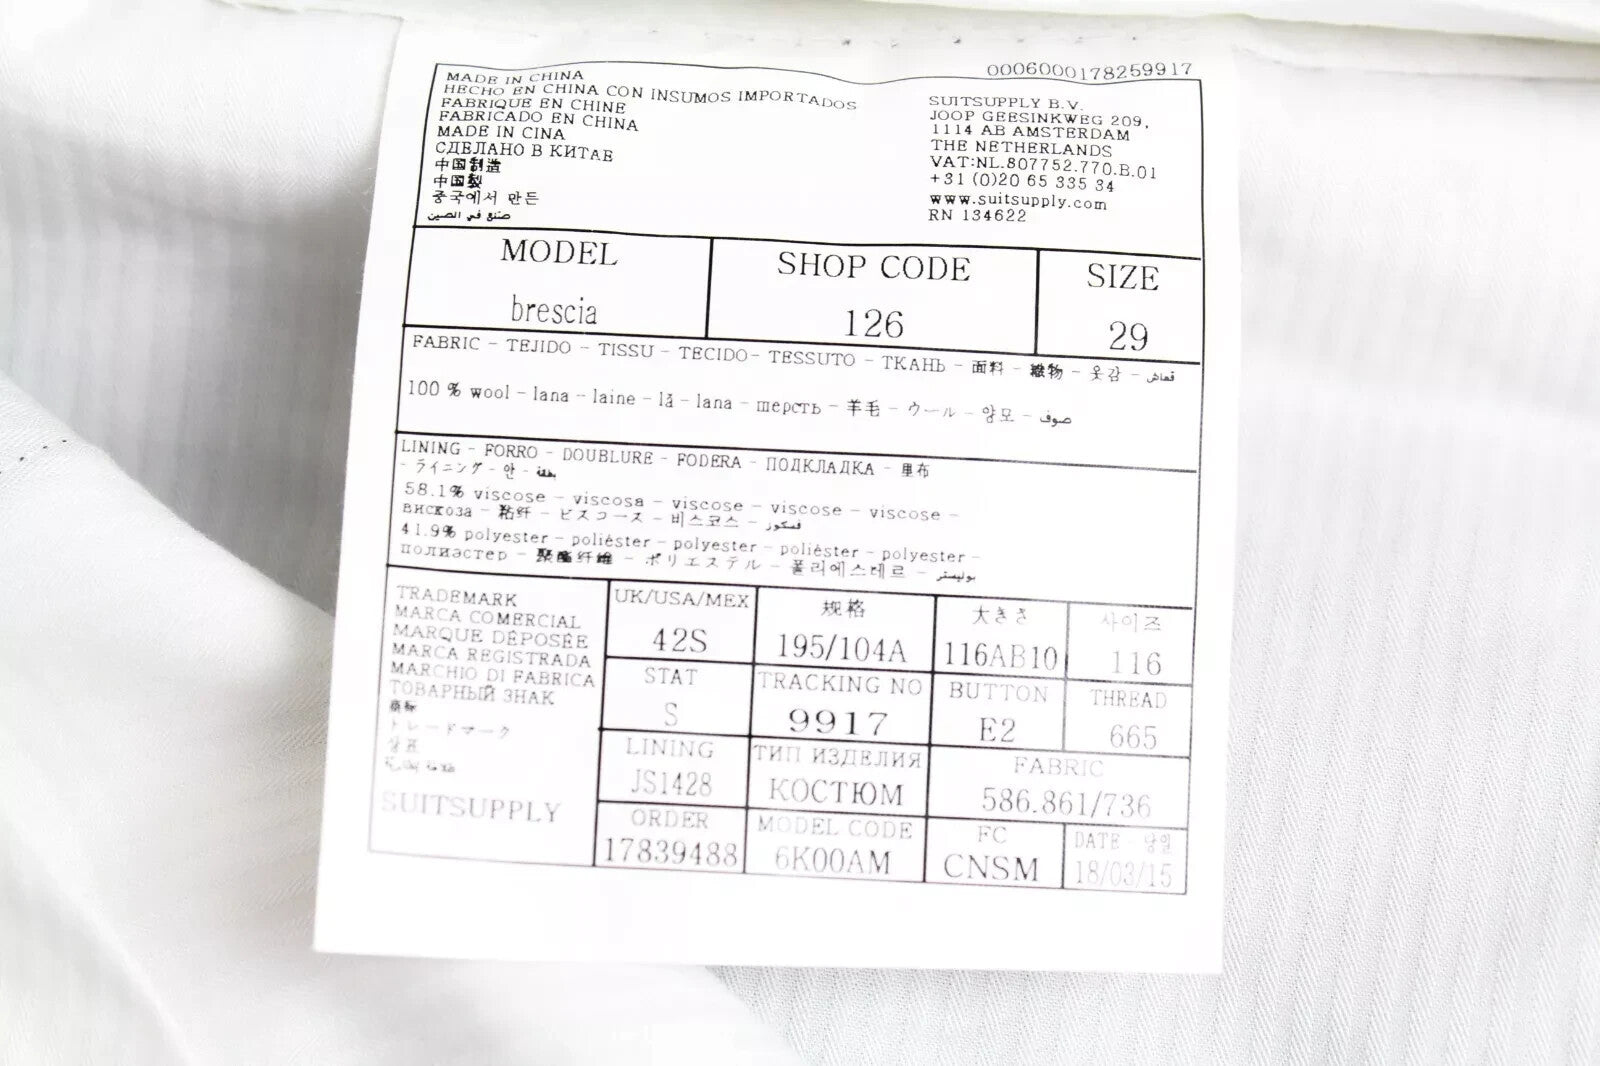 0006000178259917
MADE IN CHINA
HECHO EN CHINA CON INSUMOS IMPORTADOS
FABRIQUE EN CHINE
FABRICADO EN CHINA
MADE IN CINA
СДЕЛАНО В КИТАЕ
中国制造
中国製
중국에서 만든
صنع في الصين
SUITSUPPLY B.V.
JOOP GEESINKWEG 209,
1114 AB AMSTERDAM
THE NETHERLANDS
VAT:NL.807752.770.B.01
+31 (0)20 65 335 34
www.suitsupply.com
RN 134622
MODEL
brescia
SHOP CODE
126
SIZE
29
FABRIC - TEJIDO - TISSU - TECIDO- TESSUTO - ТКАНЬ - 面料 - 織物 - 옷감 - قماش
100 % wool - lana - laine - lã - lana - шерсть - 羊毛 - ウール - 양모 - صوف
LINING - FORRO - DOUBLURE - FODERA - ПОДКЛАДКА - 里布
- ライニング - 안 -
58.1% viscose - viscosa - viscose - viscose - viscose -
вискоза - 粘纤 - ビスコース - 비스코스 -
41.9% polyester - poliéster - polyester - poliéster - polyester -
полиэстер - 聚酯纤维 - ポリエステル - 폴리에스테르 - بوليستر
TRADEMARK
MARCA COMERCIAL
MARQUE DÉPOSÉE
MARCA REGISTRADA
MARCHIO DI FABRICA
ТОВАРНЫЙ ЗНАК
トレードマーク
상표
SUITSUPPLY
UK/USA/MEX
42S
规格
195/104A
大きさ
116AB10
사이즈
116
STAT
S
TRACKING NO
9917
BUTTON
E2
THREAD
665
LINING
JS1428
ТИП ИЗДЕЛИЯ
КОСТЮМ
FABRIC
586.861/736
ORDER
17839488
MODEL CODE
6K00AM
FC
CNSM
DATE -
18/03/15